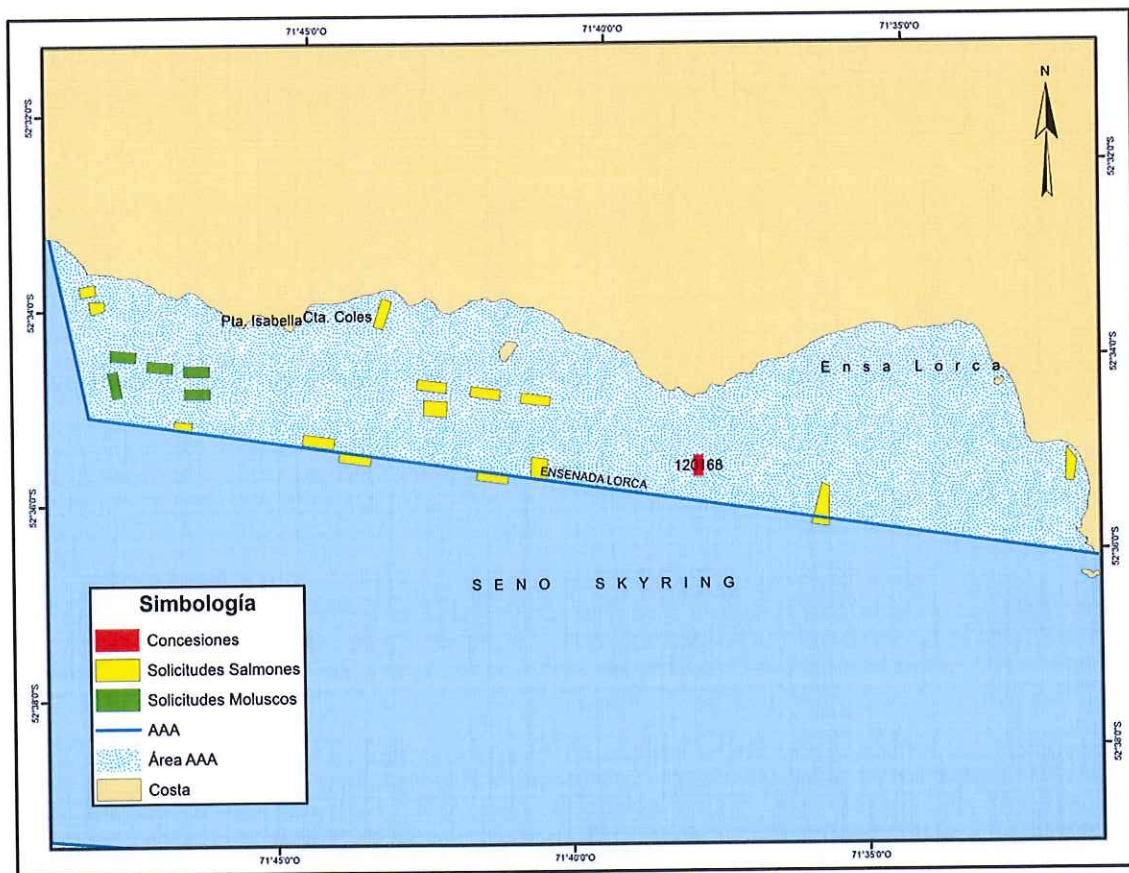 71°45'0"O 71°40'0"O 71°35'0"O
N
52°32'0"S
52°32'0"S
52°34'0"S
52°34'0"S
Pta. Isabella Cta. Coles
Ensa Lorca
120168
ENSENADA LORCA
52°36'0"S
52°36'0"S
SENO SKYRING
Simbología
Concesiones
Solicitudes Salmones
Solicitudes Moluscos
AAA
Área AAA
Costa
52°38'0"S
52°38'0"S
71°45'0"O 71°40'0"O 71°35'0"O